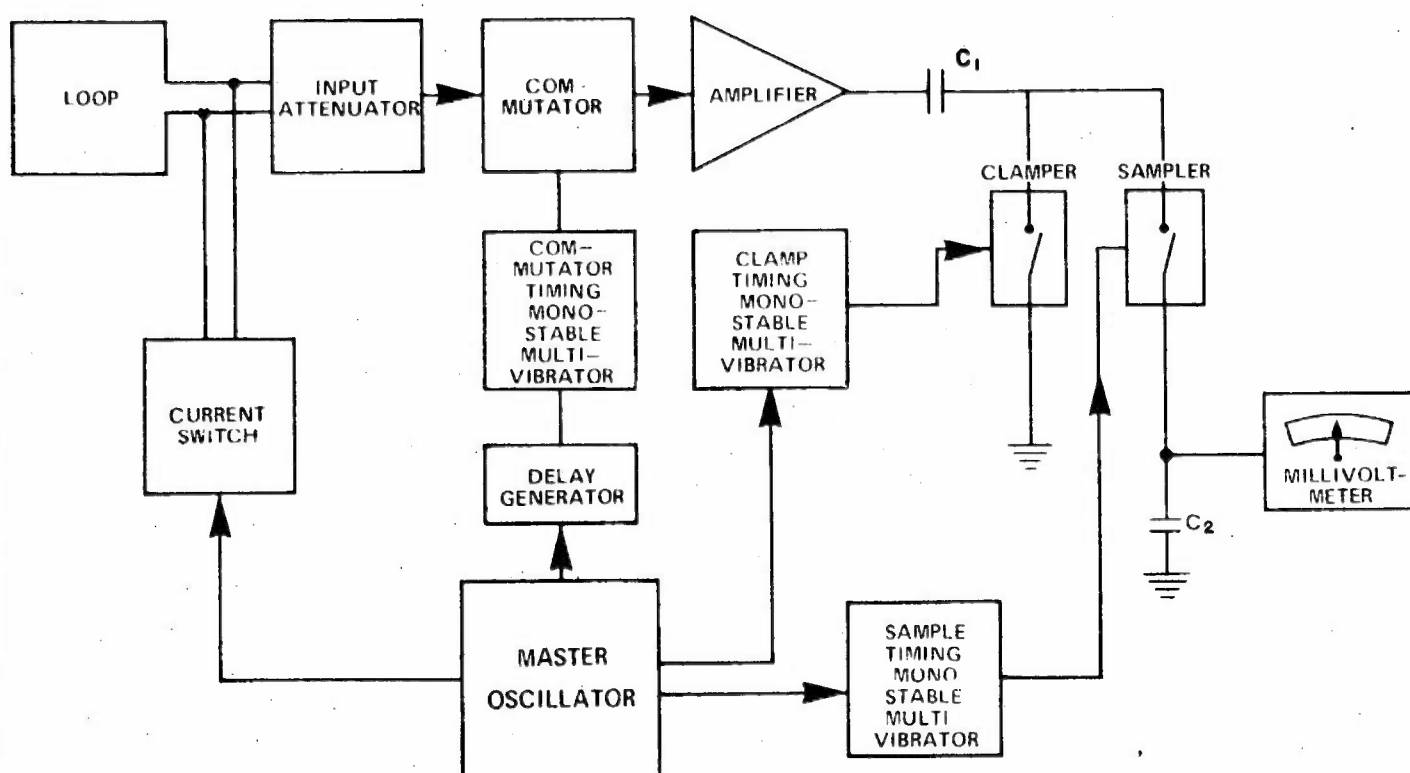 LOOP
INPUT
ATTENUATOR
COM-
MUTATOR
AMPLIFIER
C1
CLAMPER
SAMPLER
COM-
MUTATOR
TIMING
MONO-
STABLE
MULTI-
VIBRATOR
CLAMP
TIMING
MONO-
STABLE
MULTI-
VIBRATOR
CURRENT
SWITCH
DELAY
GENERATOR
MILLIVOLT-
METER
C2
MASTER
OSCILLATOR
SAMPLE
TIMING
MONO
STABLE
MULTI
VIBRATOR